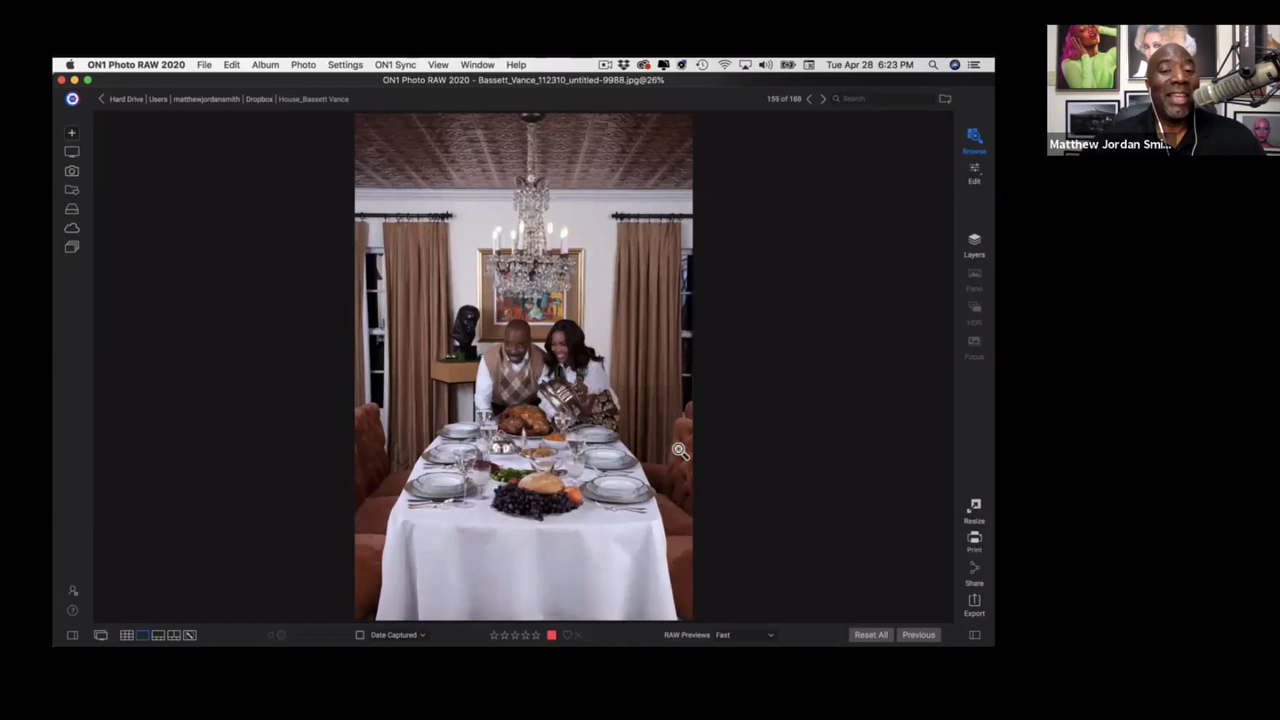 ON1 Photo RAW 2020 File Edit Album Photo Settings ON1 Sync View Window Help Tue Apr 28 6:23 PM
ON1 Photo RAW 2020 - Bassett_Vance_112310_untitled-9988.jpg@26%
Hard Drive | Users | matthewjordansmith | Dropbox | House_Bassett Vance 159 of 188 Search
Browse
Edit
Layers
Pano
HDR
Focus
Resize
Print
Share
Export
Date Captured RAW Previews Fast Reset All Previous
Matthew Jordan Smi...